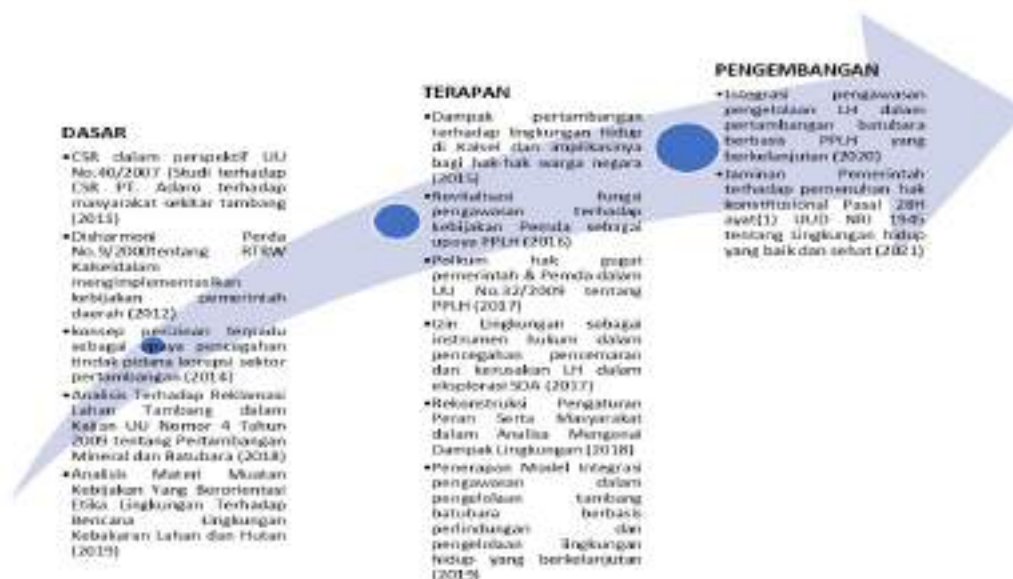 DASAR
•CSR dalam perspektif UU
No.40/2007 (Studi terhadap
CSR PT. Adaro terhadap
masyarakat sekitar tambang
(2013)
•Disharmoni Perda
No.9/2000tentang RTRW
Kalseldalam
mengimplementasikan
kebijakan pemerintah
daerah (2012)
•konsep perizinan terpadu
sebagai upaya pencegahan
tindak pidana korupsi sektor
pertambangan (2014)
•Analisis Terhadap Reklamasi
Lahan Tambang dalam
Kajian UU Nomor 4 Tahun
2009 tentang Pertambangan
Mineral dan Batubara (2018)
•Analisis Materi Muatan
Kebijakan Yang Berorientasi
Etika Lingkungan Terhadap
Bencana Lingkungan
Kebakaran Lahan dan Hutan
(2019)
TERAPAN
•Dampak pertambangan
terhadap lingkungan hidup
di Kalsel dan implikasinya
bagi hak-hak warga negara
(2015)
•Revitalisasi fungsi
pengawasan terhadap
kebijakan Pemda sebagai
upaya PPLH (2016)
•Polkum hak gugat
pemerintah & Pemda dalam
UU No.32/2009 tentang
PPLH (2017)
•Izin Lingkungan sebagai
instrumen hukum dalam
pencegahan pencemaran
dan kerusakan LH dalam
eksplorasi SDA (2017)
•Rekonstruksi Pengaturan
Peran Serta Masyarakat
dalam Analisa Mengenai
Dampak Lingkungan (2018)
•Penerapan Model Integrasi
pengawasan dalam
pengelolaan tambang
batubara berbasis
perlindungan dan
pengelolaan lingkungan
hidup yang berkelanjutan
(2019)
PENGEMBANGAN
•Integrasi pengawasan
pengelolaan LH dalam
pertambangan batubara
berbasis PPLH yang
berkelanjutan (2020)
•Jaminan Pemerintah
terhadap pemenuhan hak
konstitusional Pasal 28H
ayat(1) UUD NRI 1945
tentang Lingkungan hidup
yang baik dan sehat (2021)